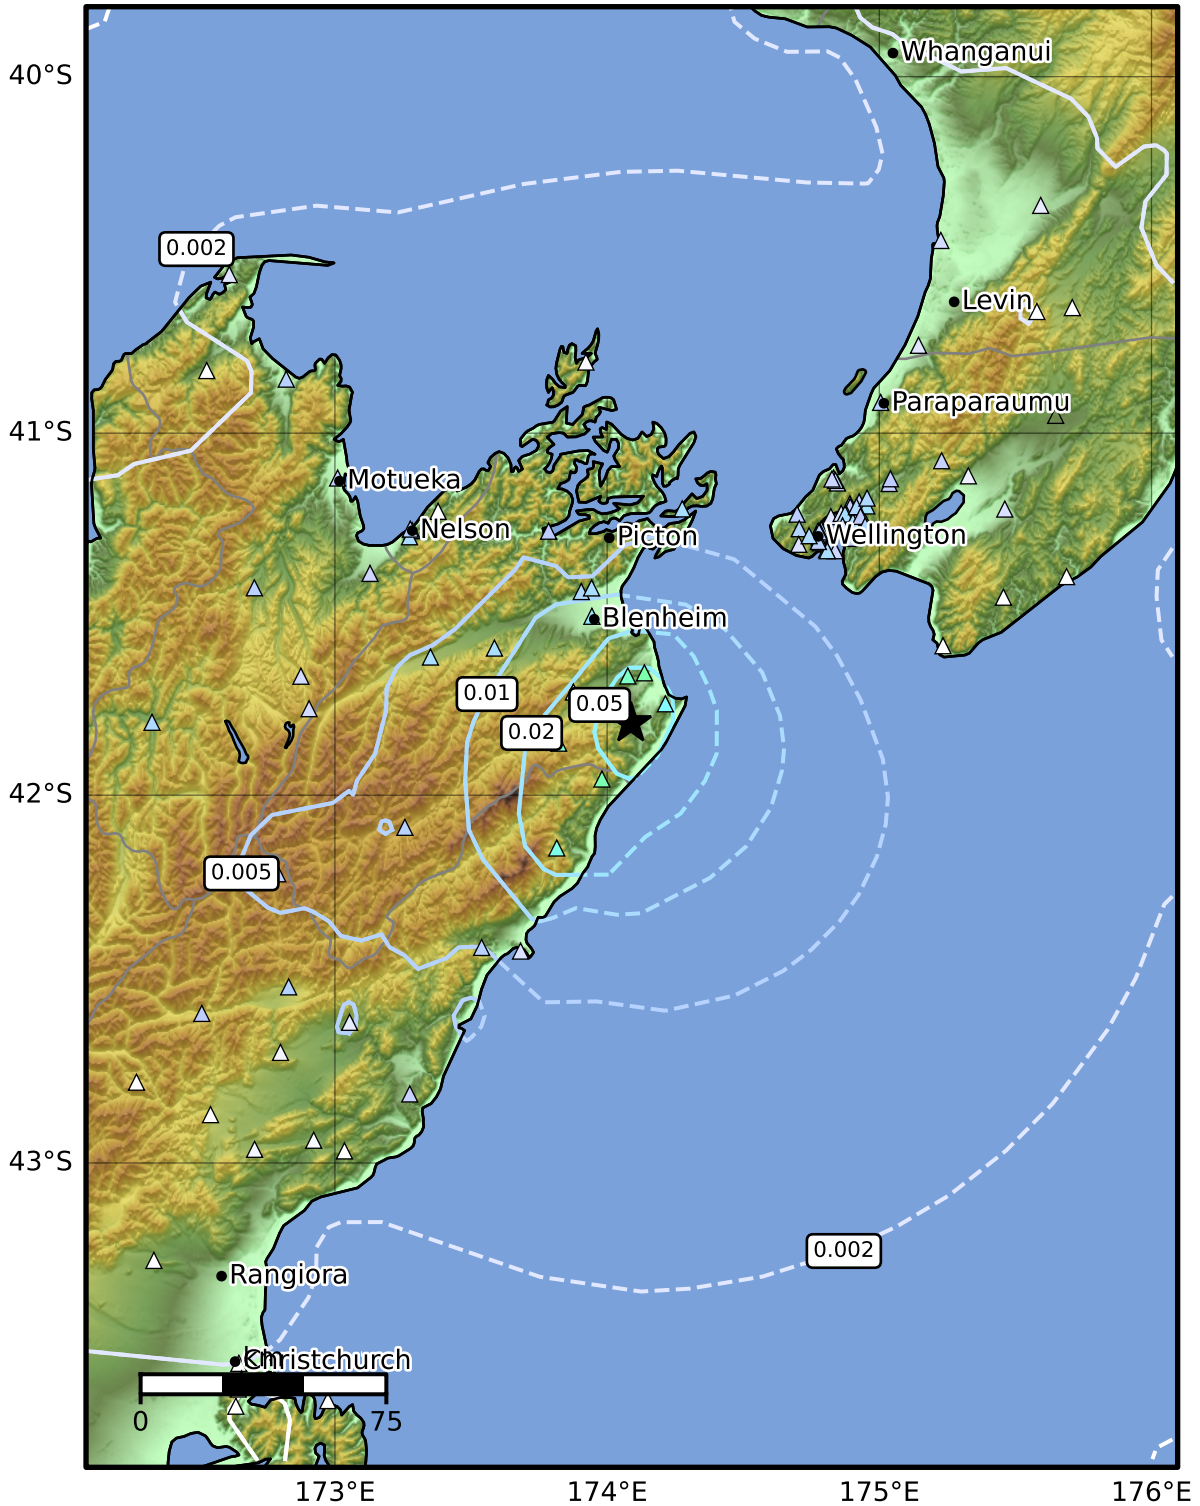 Whanganui
40°S
0.002
Levin
Paraparaumu
41°S
Motueka
Nelson
Picton
Wellington
Blenheim
0.01
0.05
0.02
42°S
0.005
43°S
0.002
Rangiora
km
Christchurch
0
75
173°E
174°E
175°E
176°E